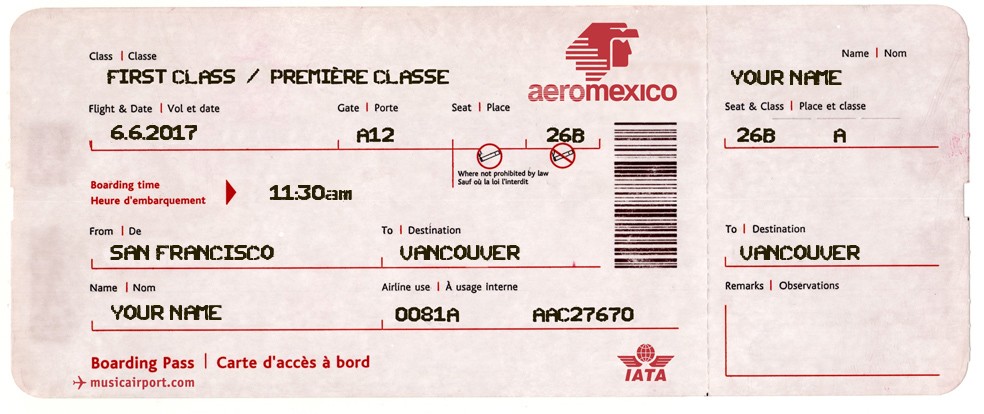 Class | Classe
FIRST CLASS / PREMIÈRE CLASSE
aeromexico
Flight & Date | Vol et date
6.6.2017
Gate | Porte
A12
Seat | Place
26B
Where not prohibited by law
Sauf où la loi l'interdit
Boarding time
Heure d'embarquement
11:30am
From | De
SAN FRANCISCO
To | Destination
VANCOUVER
Name | Nom
YOUR NAME
Airline use | À usage interne
0081A AAC27670
Boarding Pass | Carte d'accès à bord
musicairport.com
IATA
Name | Nom
YOUR NAME
Seat & Class | Place et classe
26B A
To | Destination
VANCOUVER
Remarks | Observations